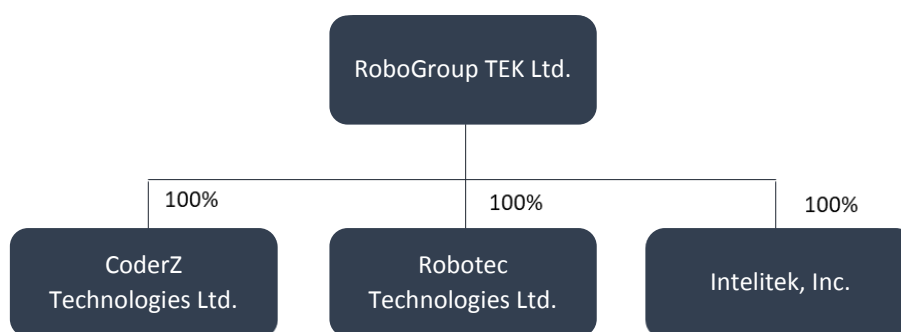 RoboGroup TEK Ltd.
100%
100%
100%
CoderZ
Technologies Ltd.
Robotec
Technologies Ltd.
Intelitek, Inc.